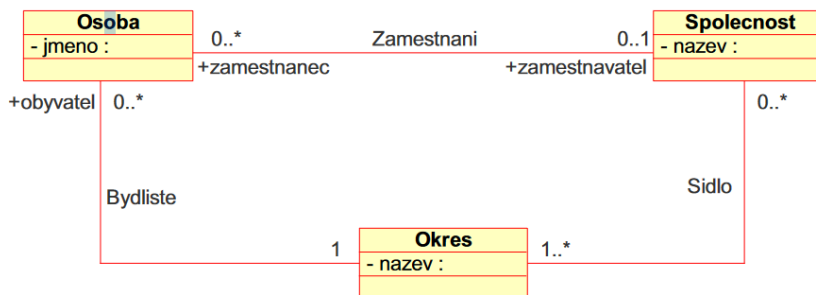 Osoba
- jmeno :
0..*
Zamestnani
0..1
Spolecnost
- nazev :
+zamestnanec
+zamestnavatel
+obyvatel
0..*
0..*
Bydliste
Sidlo
1
Okres
- nazev :
1..*